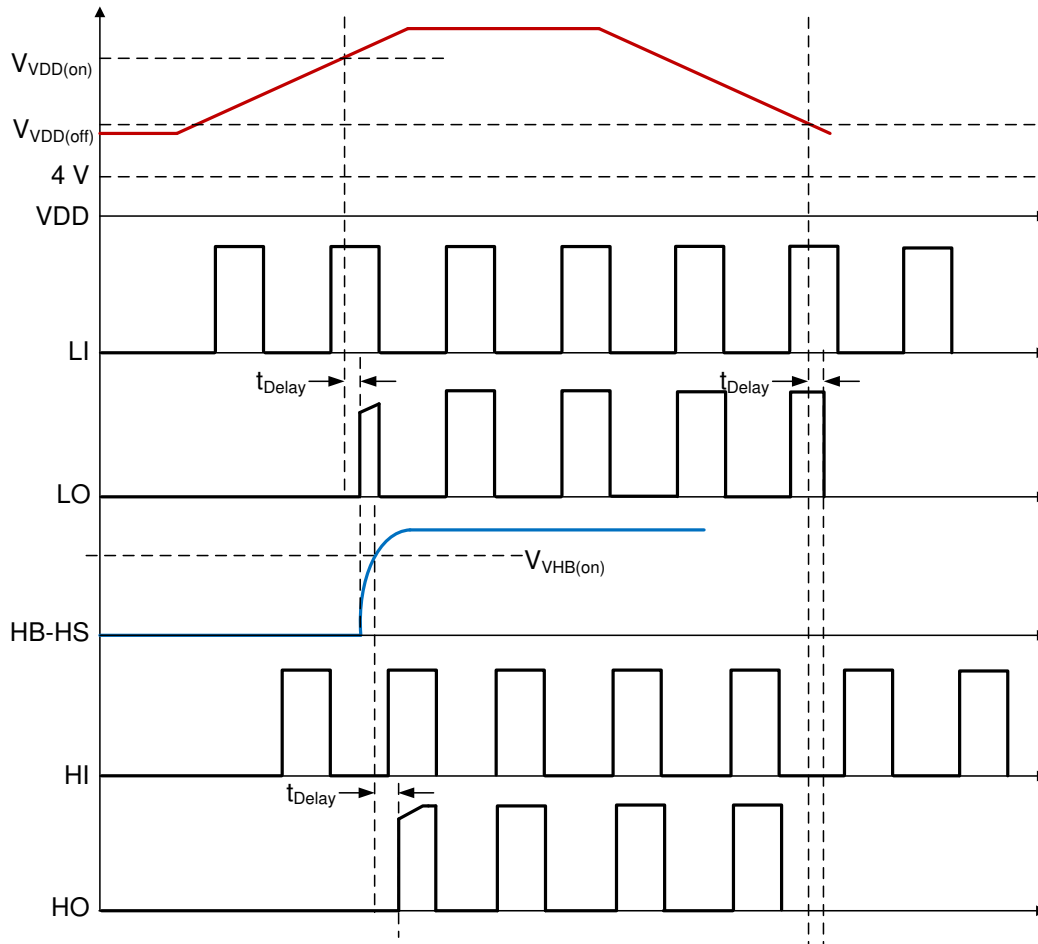 VVDD(on)
VVDD(off)
4 V
VDD
LI
tDelay
tDelay
LO
VVHB(on)
HB-HS
HI
tDelay
HO